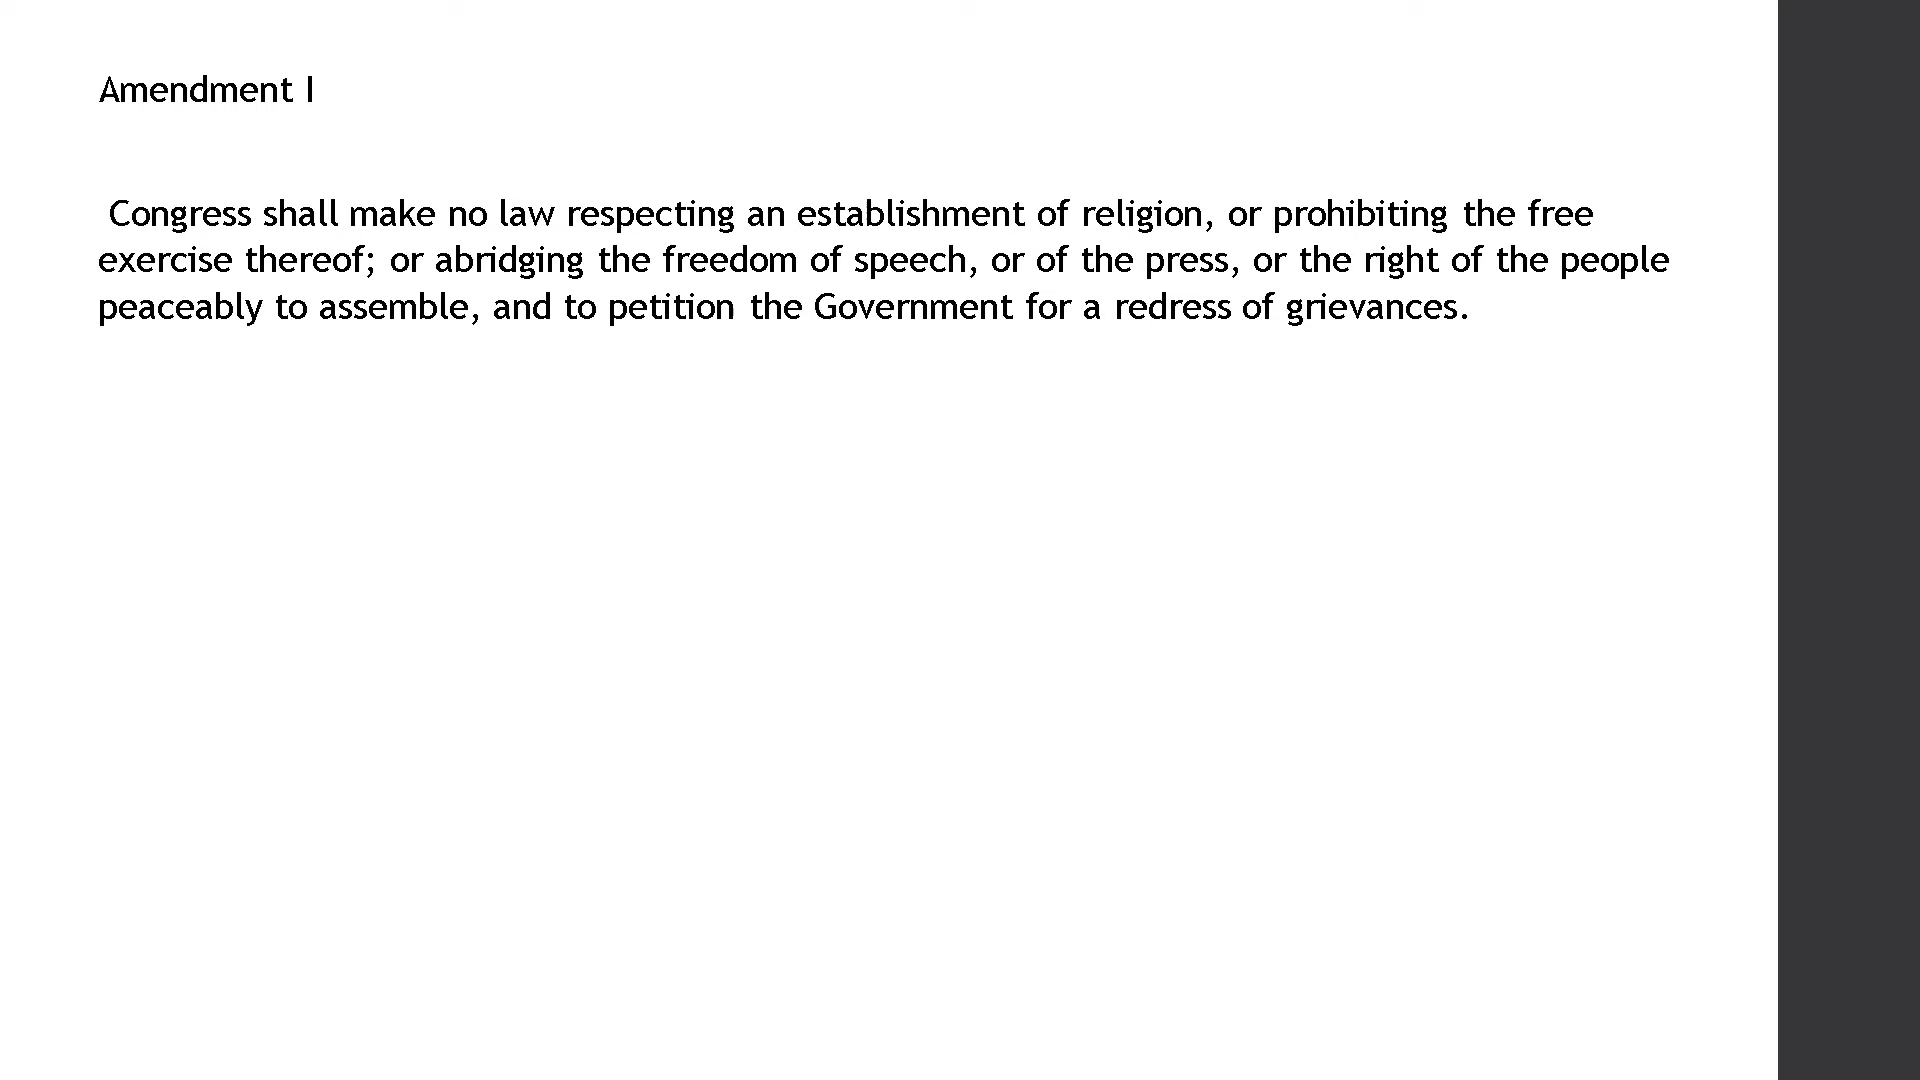 Amendment I
Congress shall make no law respecting an establishment of religion, or prohibiting the free
exercise thereof; or abridging the freedom of speech, or of the press, or the right of the people
peaceably to assemble, and to petition the Government for a redress of grievances.